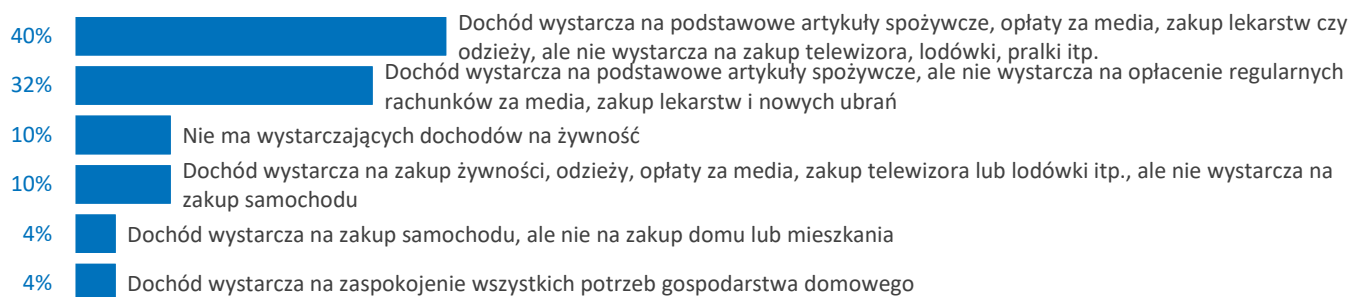 40%
Dochód wystarcza na podstawowe artykuły spożywcze, opłaty za media, zakup lekarstw czy
odzieży, ale nie wystarcza na zakup telewizora, lodówki, pralki itp.
32%
Dochód wystarcza na podstawowe artykuły spożywcze, ale nie wystarcza na opłacenie regularnych
rachunków za media, zakup lekarstw i nowych ubrań
10%
Nie ma wystarczających dochodów na żywność
10%
Dochód wystarcza na zakup żywności, odzieży, opłaty za media, zakup telewizora lub lodówki itp., ale nie wystarcza na
zakup samochodu
4%
Dochód wystarcza na zakup samochodu, ale nie na zakup domu lub mieszkania
4%
Dochód wystarcza na zaspokojenie wszystkich potrzeb gospodarstwa domowego